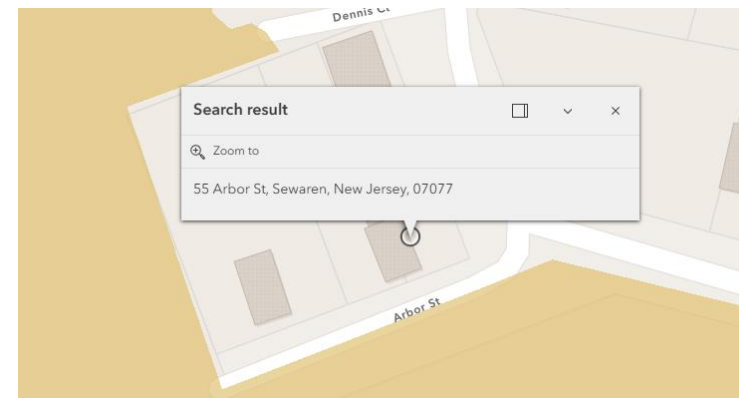 Dennis Ct
Search result
Zoom to
55 Arbor St, Sewaren, New Jersey, 07077
Arbor St